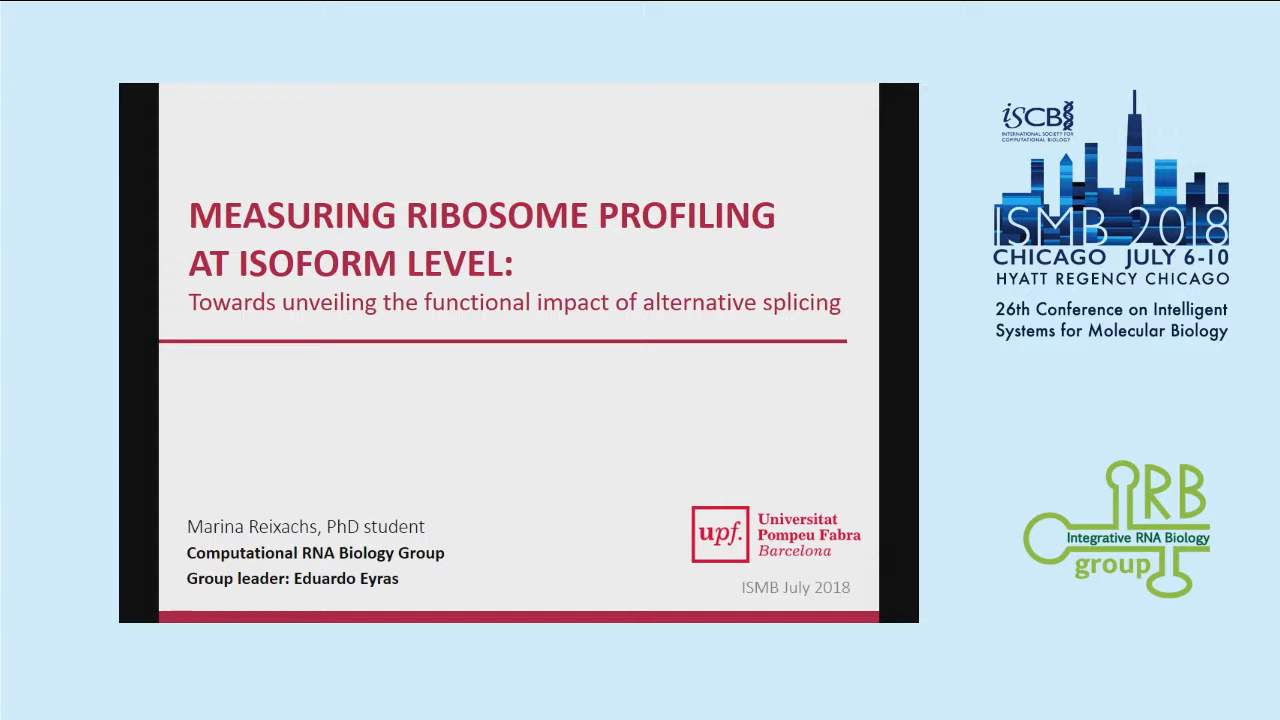 MEASURING RIBOSOME PROFILING
AT ISOFORM LEVEL:
Towards unveiling the functional impact of alternative splicing
Marina Reixachs, PhD student
Computational RNA Biology Group
Group leader: Eduardo Eyras
upf.
Universitat
Pompeu Fabra
Barcelona
ISMB July 2018
iSCB
INTERNATIONAL SOCIETY FOR
COMPUTATIONAL BIOLOGY
ISMB 2018
CHICAGO JULY 6-10
HYATT REGENCY CHICAGO
26th Conference on Intelligent
Systems for Molecular Biology
iRB
Integrative RNA Biology
group